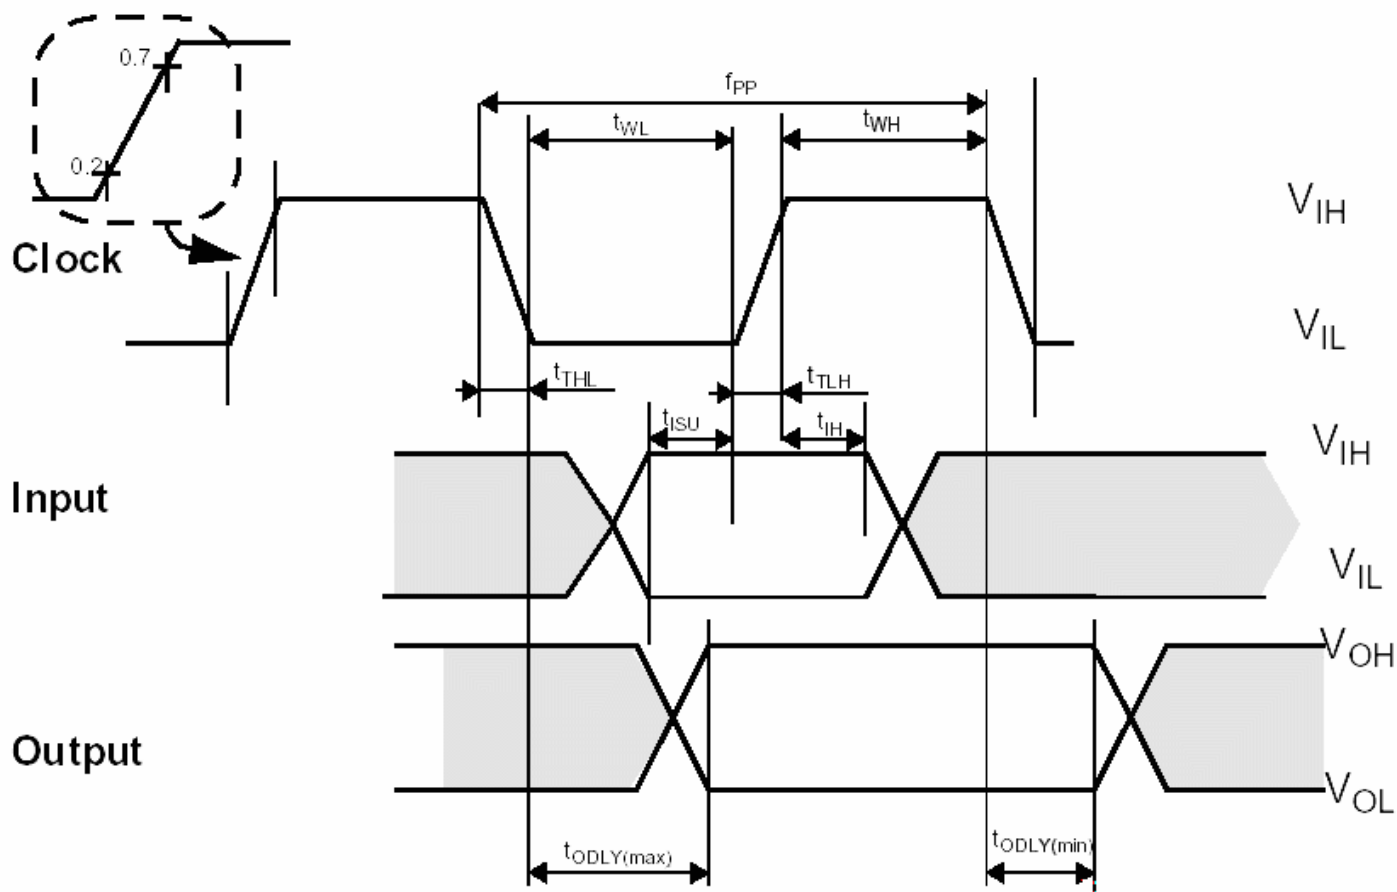 0.7
0.2
fPP
tWL
tWH
VIH
Clock
VIL
tTHL
tTLH
tISU
tIH
VIH
Input
VIL
VOH
Output
VOL
tODLY(max)
tODLY(min)